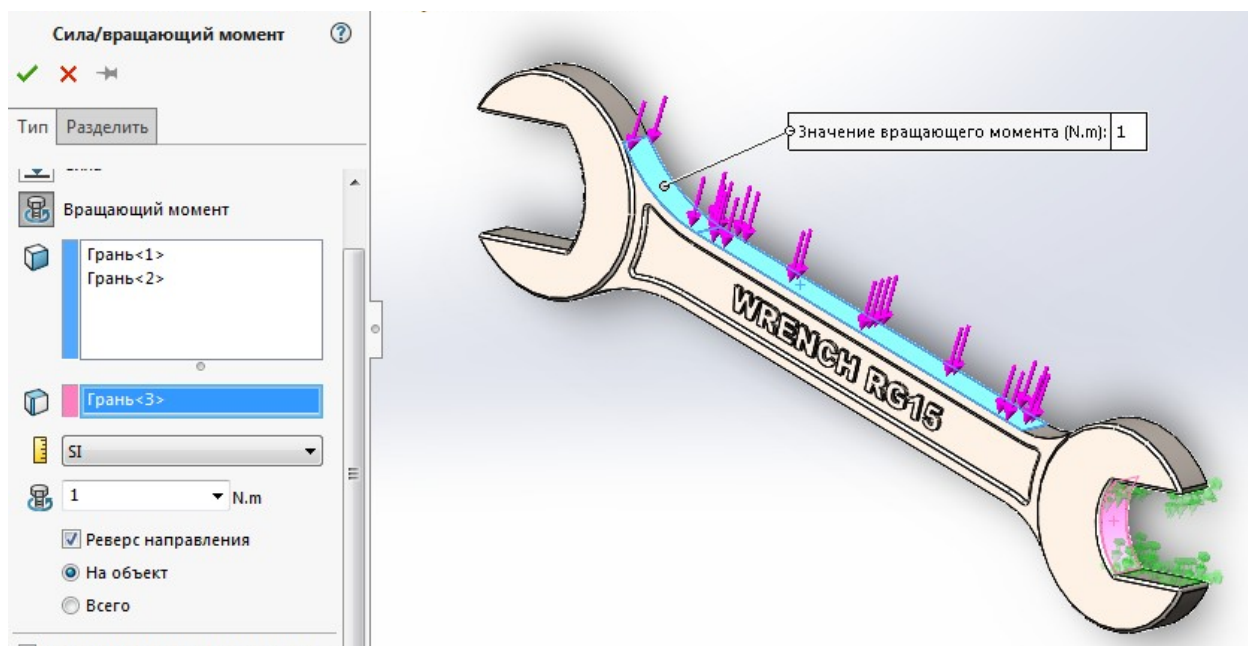 Сила/вращающий момент
Тип Разделить
Вращающий момент
Грань<1>
Грань<2>
Грань<3>
SI
1 N.m
Реверс направления
На объект
Всего
Значение вращающего момента (N.m): 1
WRENCH RG15